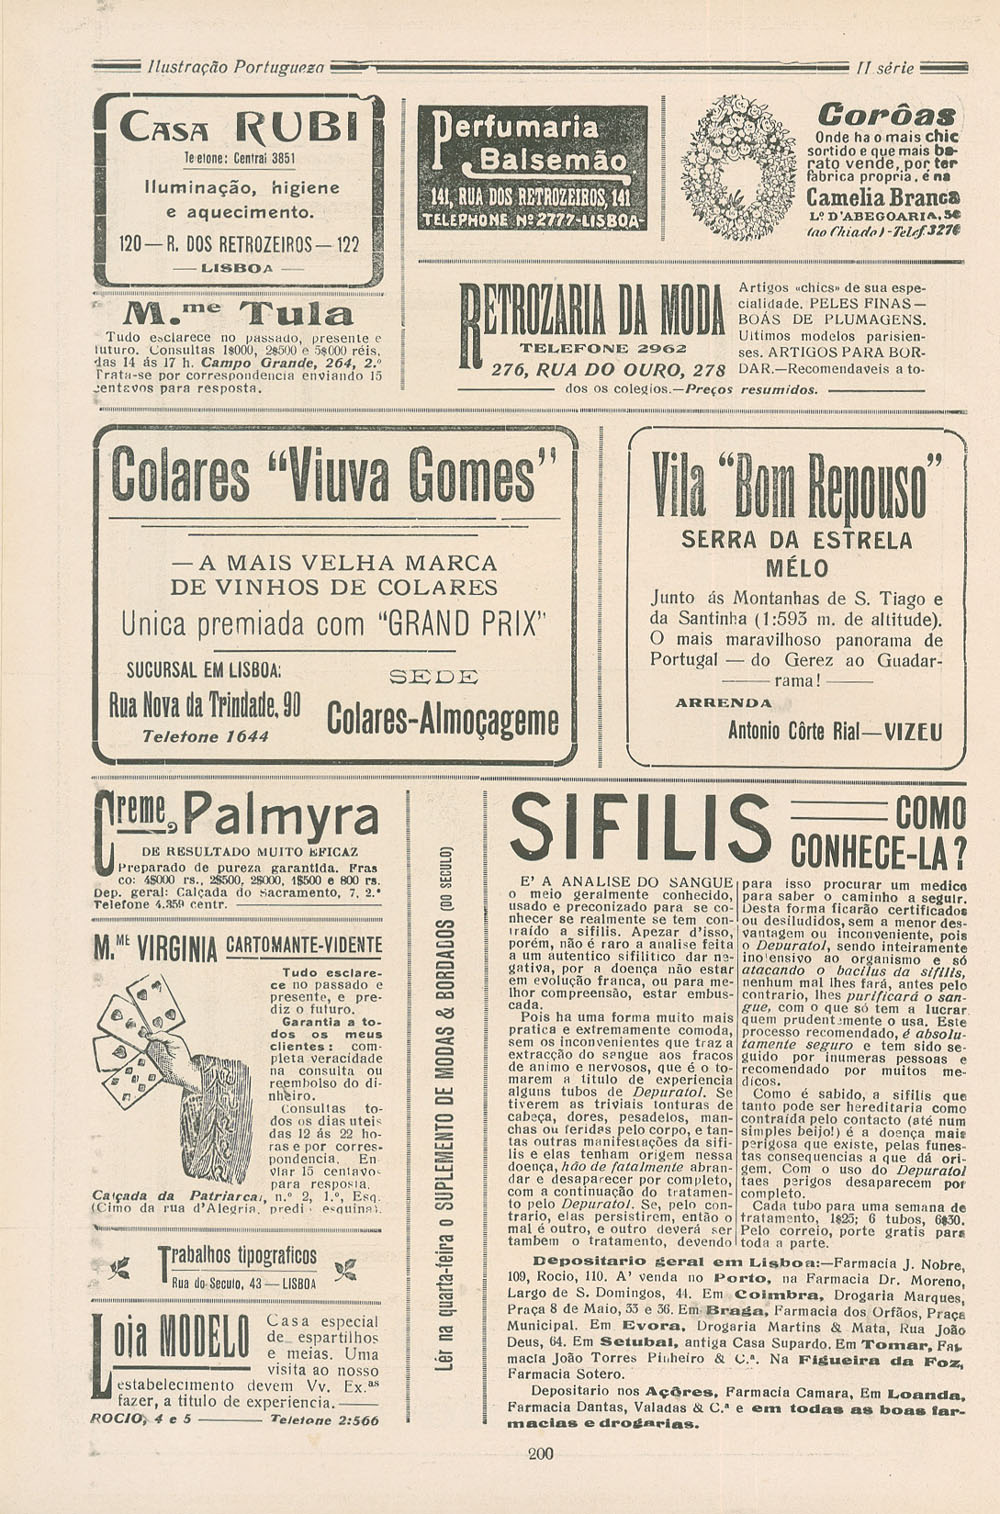 Ilustração Portugueza
II série
CASA RUBI
Teletone: Central 3851
Iluminação, higiene
e aquecimento.
120—R. DOS RETROZEIROS—122
— LISBOA —
Perfumaria
Balsemão
141, RUA DOS RETROZEIROS, 141
TELEPHONE Nº 2777-LISBOA-
Corôas
Onde ha o mais chic
sortido e que mais ba-
rato vende, por ter
fabrica propria, é na
Camelia Branca
L.º D'ABEGOARIA, 50
(ao Chiado) - Telef. 3270
M.me Tula
Tudo esclarece no passado, presente e
futuro. Consultas 1$000, 2$500 e 5$000 réis,
das 14 ás 17 h. Campo Grande, 264, 2.º
Trata-se por correspondencia enviando 15
centavos para resposta.
RETROZARIA DA MODA
TELEFONE 2962
276, RUA DO OURO, 278
Artigos «chics» de sua espe-
cialidade. PELES FINAS—
BOÁS DE PLUMAGENS.
Ultimos modelos parisien-
ses. ARTIGOS PARA BOR-
DAR.—Recomendaveis a to-
dos os colegios.—Preços resumidos.
Colares "Viuva Gomes"
—A MAIS VELHA MARCA
DE VINHOS DE COLARES
Unica premiada com "GRAND PRIX"
SUCURSAL EM LISBOA:
Rua Nova da Trindade, 90
Teletone 1644
SEDE
Colares-Almoçageme
Vila "Bom Repouso"
SERRA DA ESTRELA
MÉLO
Junto ás Montanhas de S. Tiago e
da Santinha (1:593 m. de altitude).
O mais maravilhoso panorama de
Portugal — do Gerez ao Guadar-
rama!
ARRENDA
Antonio Côrte Rial—VIZEU
Creme Palmyra
DE RESULTADO MUITO EFICAZ
Preparado de pureza garantida. Fras
co: 4$000 rs., 2$500, 2$000, 1$500 e 800 rs.
Dep. geral: Calçada do Sacramento, 7, 2.º
Telefone 4.359 centr.
M.ME VIRGINIA CARTOMANTE-VIDENTE
Tudo esclare-
ce no passado e
presente, e pre-
diz o futuro.
Garantia a to-
dos os meus
clientes: com-
pleta veracidade
na consulta ou
reembolso do di-
nheiro.
Consultas to-
dos os dias uteis
das 12 ás 22 ho-
ras e por corres-
pondencia. En-
viar 15 centavos
para resposta.
Calçada da Patriarcal, n.º 2, 1.º, Esq.
(Cimo da rua d'Alegria, predio esquina).
Trabalhos tipograficos
Rua do Seculo, 43 — LISBOA
Loja MODELO
Casa especial
de espartilhos
e meias. Uma
visita ao nosso
estabelecimento devem Vv. Ex.as
fazer, a titulo de experiencia.
ROCIO, 4 e 5 — Teletone 2:566
Lêr na quarta-feira o SUPLEMENTO DE MODAS & BORDADOS (DO SECULO)
SIFILIS
COMO
CONHECE-LA?
E' A ANALISE DO SANGUE
o meio geralmente conhecido,
usado e preconizado para se co-
nhecer se realmente se tem con-
traído a sifilis. Apezar d'isso,
porém, não é raro a analise feita
a um autentico sifilitico dar ne-
gativa, por a doença não estar
em evolução franca, ou para me-
lhor compreensão, estar embus-
cada.
Pois ha uma forma muito mais
pratica e extremamente comoda,
sem os inconvenientes que traz a
extracção do sangue aos fracos
de animo e nervosos, que é o to-
marem a titulo de experiencia
alguns tubos de Depuratol. Se
tiverem as triviais tonturas de
cabeça, dores, pesadelos, man-
chas ou feridas pelo corpo, e tan-
tas outras manifestações da sifi-
lis e elas tenham origem nessa
doença, hão de fatalmente abran-
dar e desaparecer por completo,
com a continuação do tratamen-
to pelo Depuratol. Se, pelo con-
trario, elas persistirem, então o
mal é outro, e outro deverá ser
tambem o tratamento, devendo
para isso procurar um medico
para saber o caminho a seguir.
Desta forma ficarão certificados
ou desiludidos, sem a menor des-
vantagem ou inconveniente, pois
o Depuratol, sendo inteiramente
inofensivo ao organismo e só
atacando o bacilus da sifilis,
nenhum mal lhes fará, antes pelo
contrario, lhes purificará o san-
gue, com o que só tem a lucrar
quem prudentemente o usa. Este
processo recomendado, é absolu-
tamente seguro e tem sido se-
guido por inumeras pessoas e
recomendado por muitos me-
dicos.
Como é sabido, a sifilis que
tanto pode ser hereditaria como
contraída pelo contacto (até num
simples beijo!) é a doença mais
perigosa que existe, pelas funes-
tas consequencias a que dá ori-
gem. Com o uso do Depuratol
taes perigos desaparecem por
completo.
Cada tubo para uma semana de
tratamento, 1$25; 6 tubos, 6$30.
Pelo correio, porte gratis para
toda a parte.
Depositario geral em Lisboa:—Farmacia J. Nobre,
109, Rocio, 110. A' venda no Porto, na Farmacia Dr. Moreno,
Largo de S. Domingos, 44. Em Coimbra, Drogaria Marques,
Praça 8 de Maio, 33 e 36. Em Braga, Farmacia dos Orfãos, Praça
Municipal. Em Evora, Drogaria Martins & Mata, Rua João
Deus, 64. Em Setubal, antiga Casa Supardo. Em Tomar, Far-
macia João Torres Pinheiro & C.ª. Na Figueira da Foz,
Farmacia Sotero.
Depositario nos Açôres, Farmacia Camara, Em Loanda,
Farmacia Dantas, Valadas & C.ª e em todas as boas far-
macias e drogarias.
200